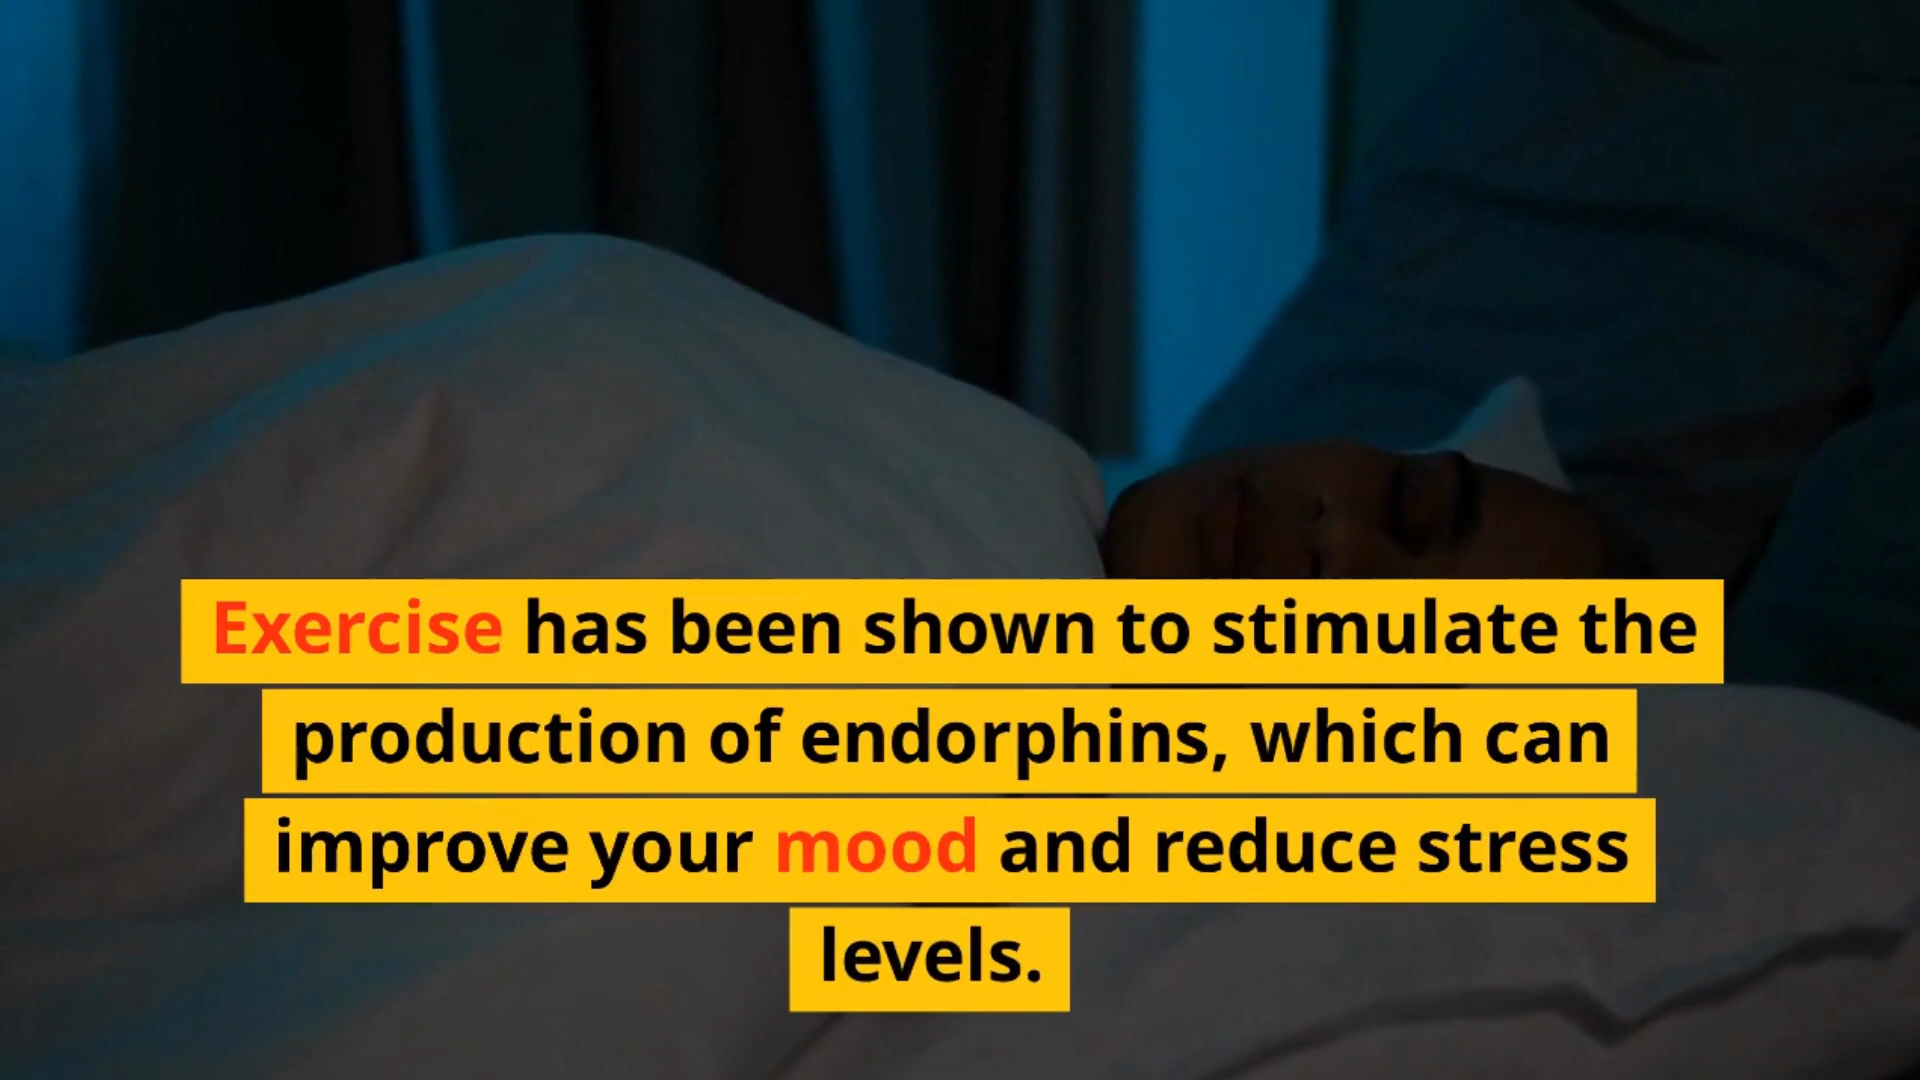 Exercise has been shown to stimulate the
production of endorphins, which can
improve your mood and reduce stress
levels.